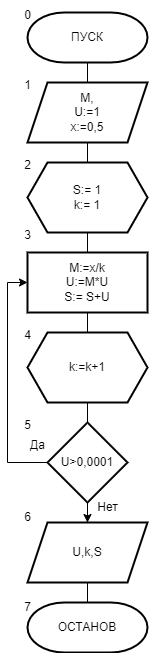 0
ПУСК
1
M,
U:=1
x:=0,5
2
S:= 1
k:= 1
3
M:=x/k
U:=M*U
S:= S+U
4
k:=k+1
5
Да
U>0,0001
Нет
6
U,k,S
7
ОСТАНОВ